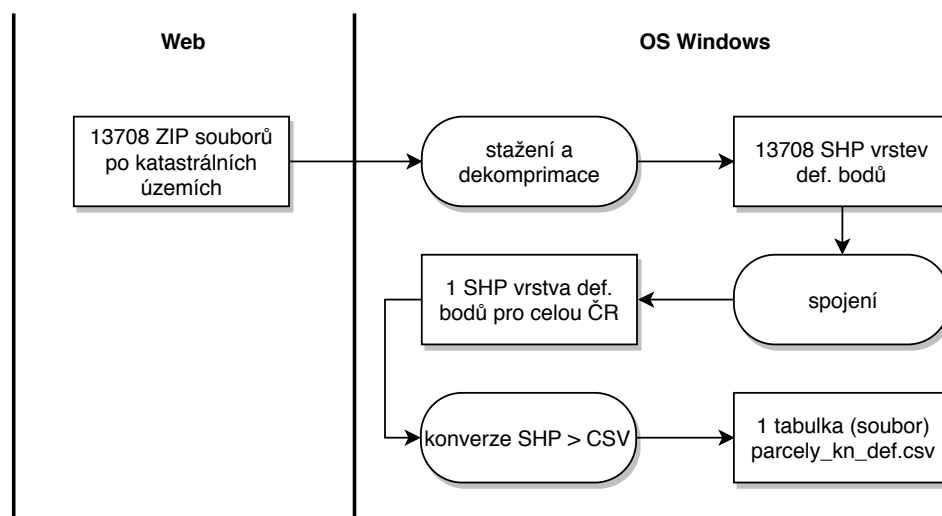 Web
OS Windows
13708 ZIP souborů
po katastrálních
územích
stažení a
dekomprimace
13708 SHP vrstev
def. bodů
spojení
1 SHP vrstva def.
bodů pro celou ČR
konverze SHP > CSV
1 tabulka (soubor)
parcely_kn_def.csv